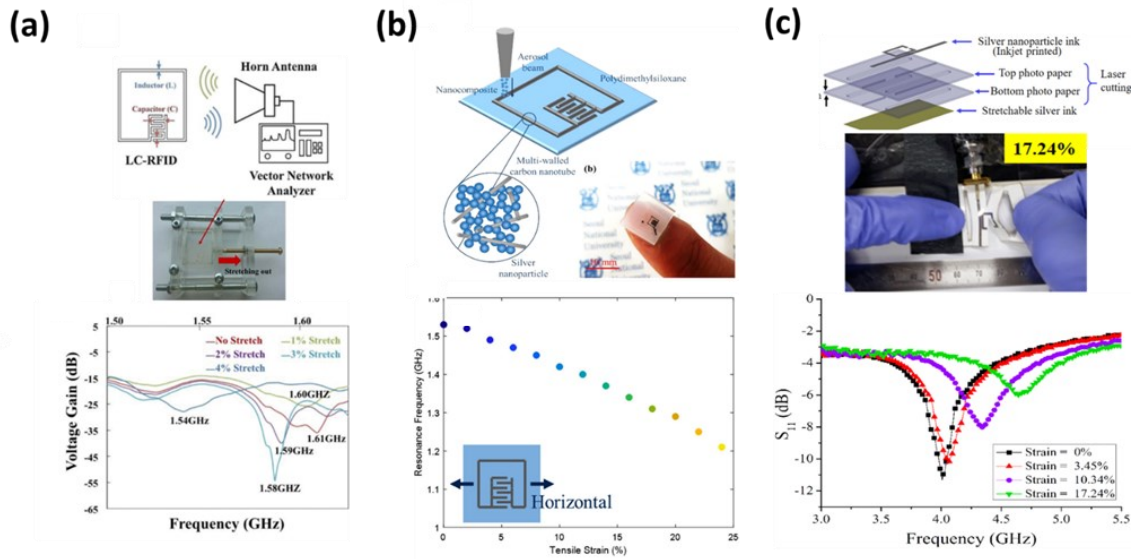 (a)
Inductor (L)
Capacitor (C)
LC-RFID
Horn Antenna
Vector Network
Analyzer
Stretching out
1.50
1.55
1.60
5
-5
-15
-25
-35
-45
-55
-65
Voltage Gain (dB)
No Stretch
1% Stretch
2% Stretch
3% Stretch
4% Stretch
1.54GHz
1.60GHZ
1.61GHz
1.59GHz
1.58GHZ
Frequency (GHz)
(b)
Aerosol
beam
Nanocomposite
Polydimethylsiloxane
Multi-walled
carbon nanotube
Silver
nanoparticle
(b)
Seoul
National
University
10 mm
1.6
1.5
1.4
1.3
1.2
1.1
1
Resonance Frequency (GHz)
Horizontal
0
5
10
15
20
25
Tensile Strain (%)
(c)
Silver nanoparticle ink
(Inkjet printed)
Top photo paper
Bottom photo paper
Laser
cutting
Stretchable silver ink
17.24%
50
60
70
80
0
-2
-4
-6
-8
-10
-12
S11 (dB)
Strain = 0%
Strain = 3.45%
Strain = 10.34%
Strain = 17.24%
3.0
3.5
4.0
4.5
5.0
5.5
Frequency (GHz)